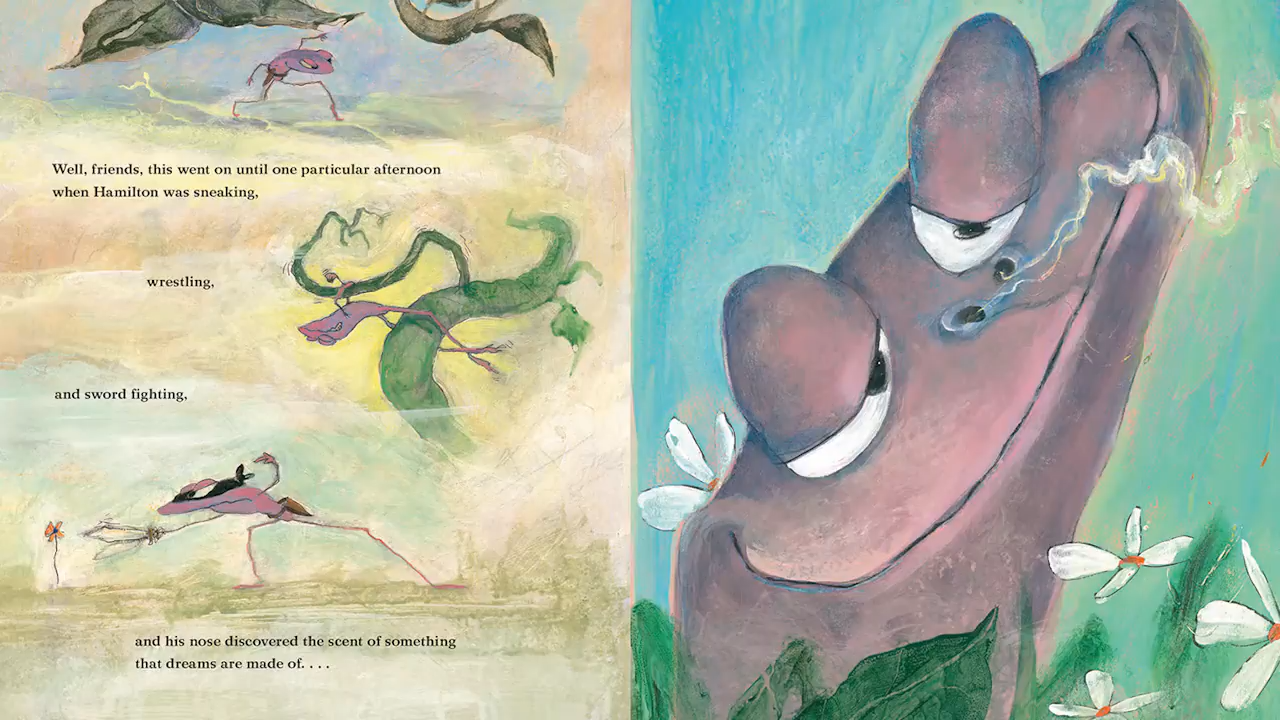 Well, friends, this went on until one particular afternoon
when Hamilton was sneaking,
wrestling,
and sword fighting,
and his nose discovered the scent of something
that dreams are made of. . . .